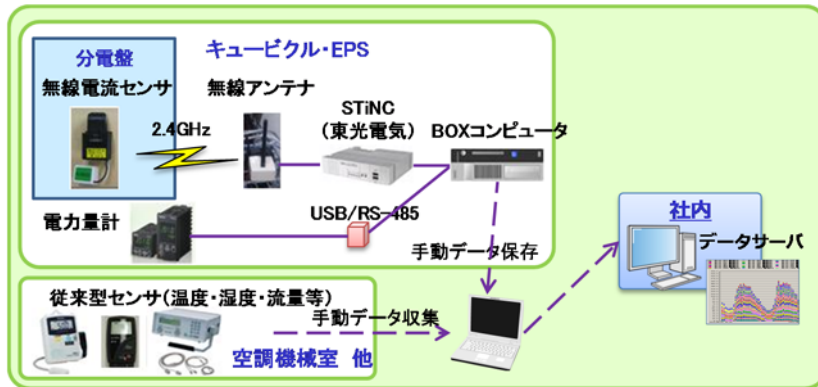 分電盤
キュービクル・EPS
無線電流センサ
無線アンテナ
2.4GHz
STiNC
(東光電気)
BOXコンピュータ
電力量計
USB/RS-485
手動データ保存
社内
データサーバ
従来型センサ(温度・湿度・流量等)
手動データ収集
空調機械室 他